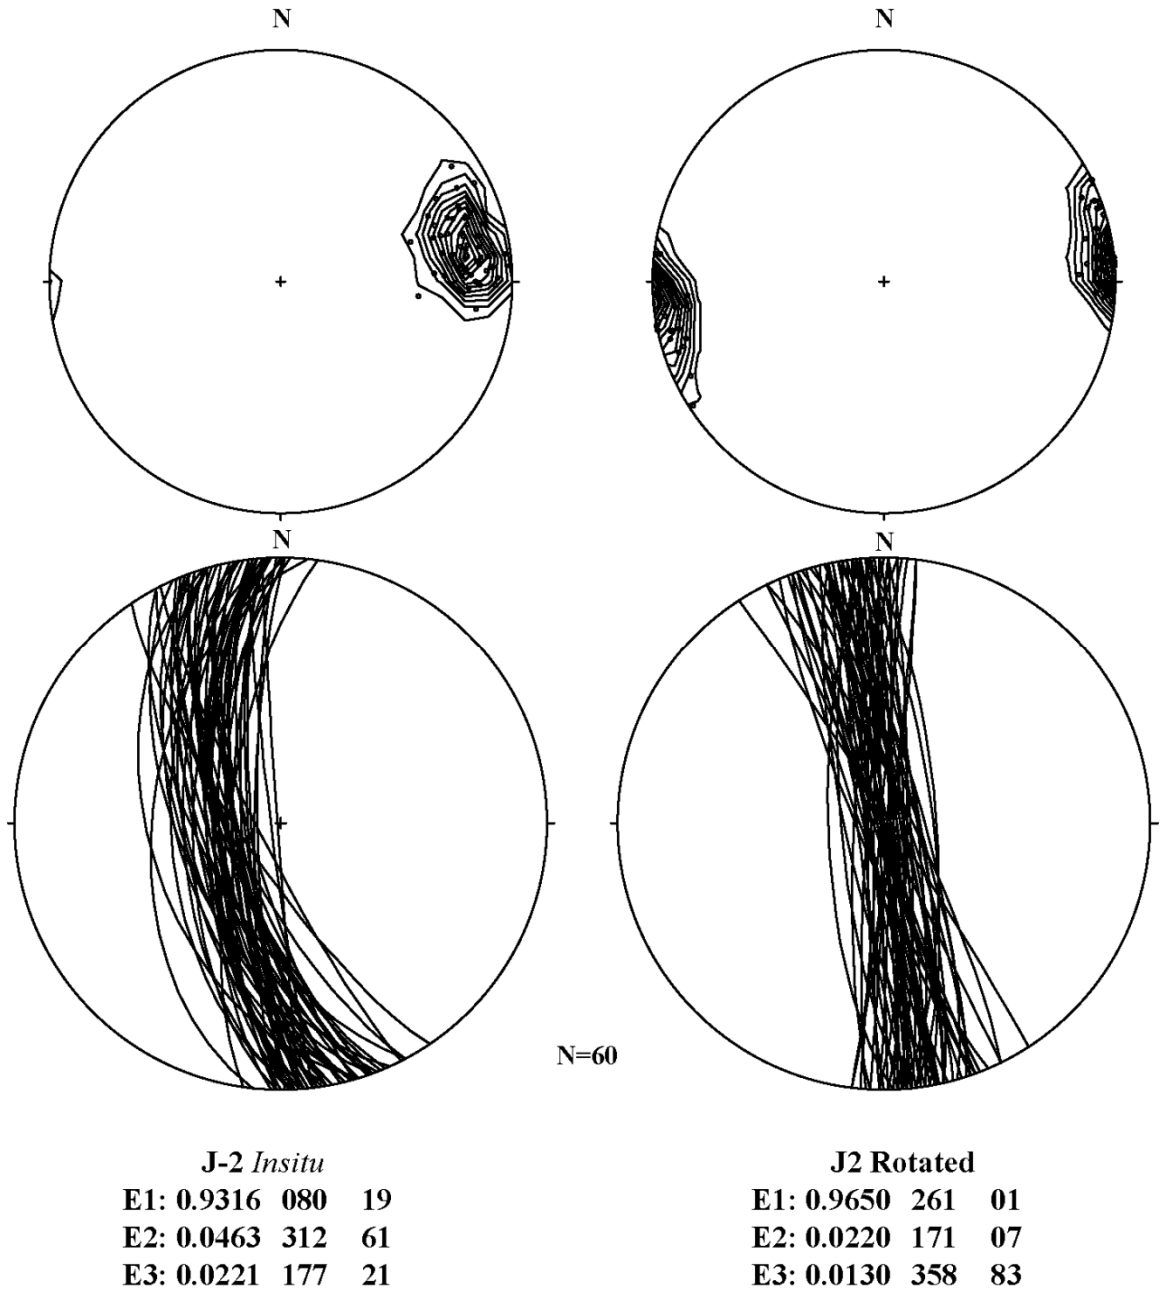 N
N
N
N
N=60
J-2 Insitu
E1: 0.9316 080 19
E2: 0.0463 312 61
E3: 0.0221 177 21
J2 Rotated
E1: 0.9650 261 01
E2: 0.0220 171 07
E3: 0.0130 358 83